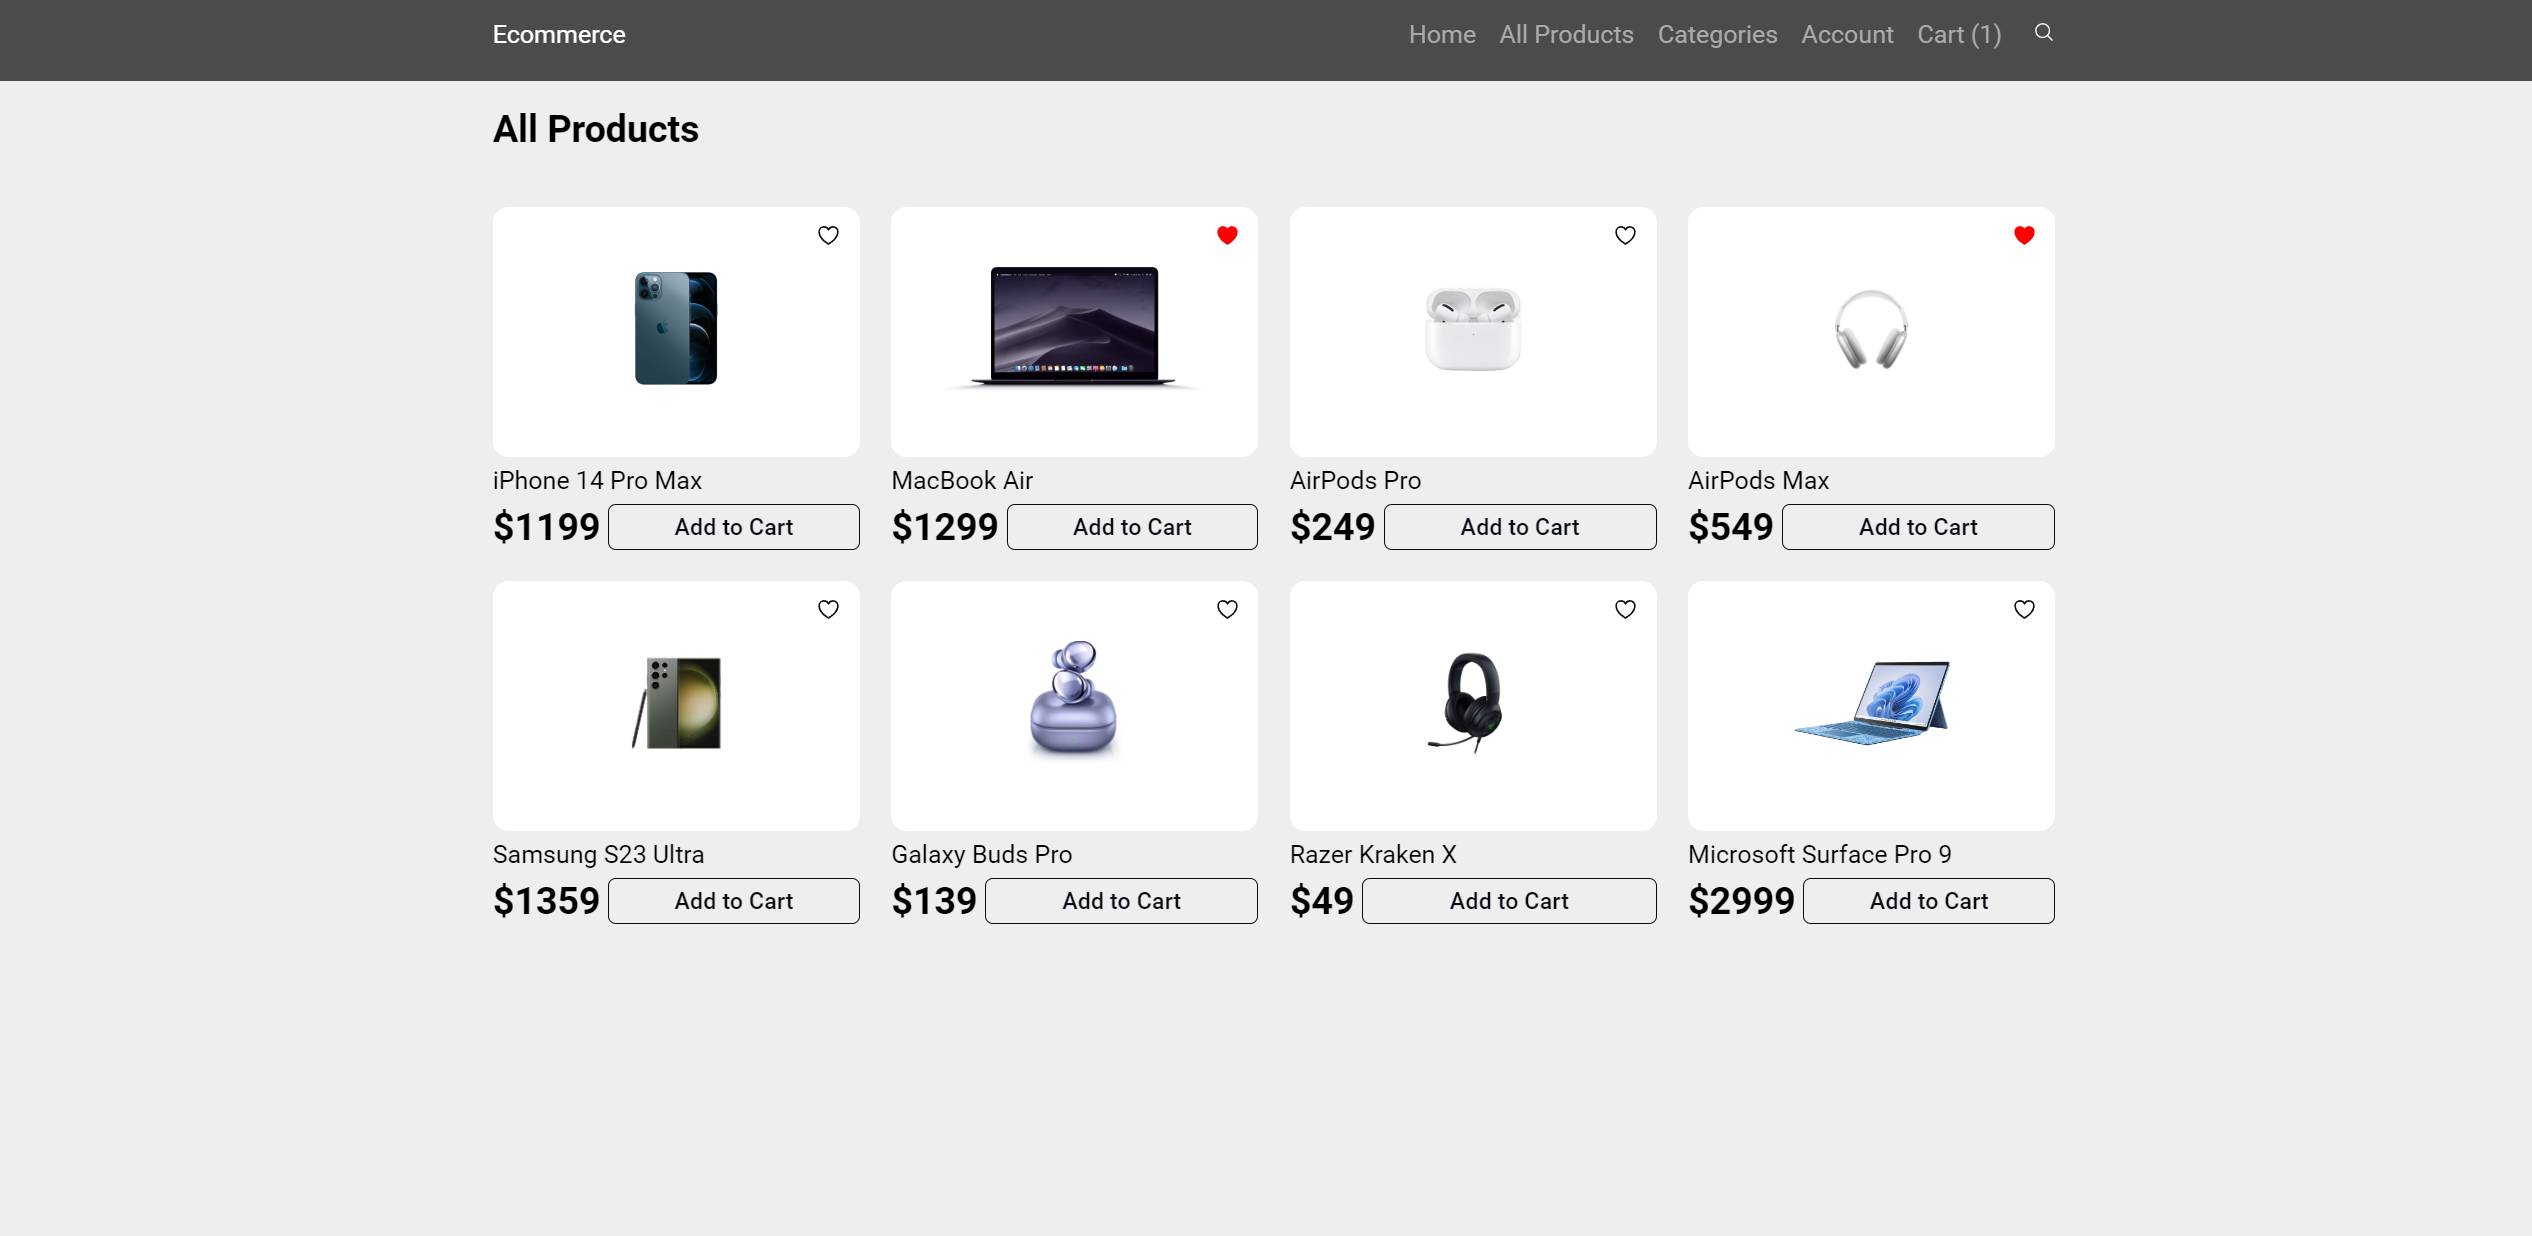 Ecommerce
Home All Products Categories Account Cart (1)
All Products
iPhone 14 Pro Max
$1199 Add to Cart
MacBook Air
$1299 Add to Cart
AirPods Pro
$249 Add to Cart
AirPods Max
$549 Add to Cart
Samsung S23 Ultra
$1359 Add to Cart
Galaxy Buds Pro
$139 Add to Cart
Razer Kraken X
$49 Add to Cart
Microsoft Surface Pro 9
$2999 Add to Cart